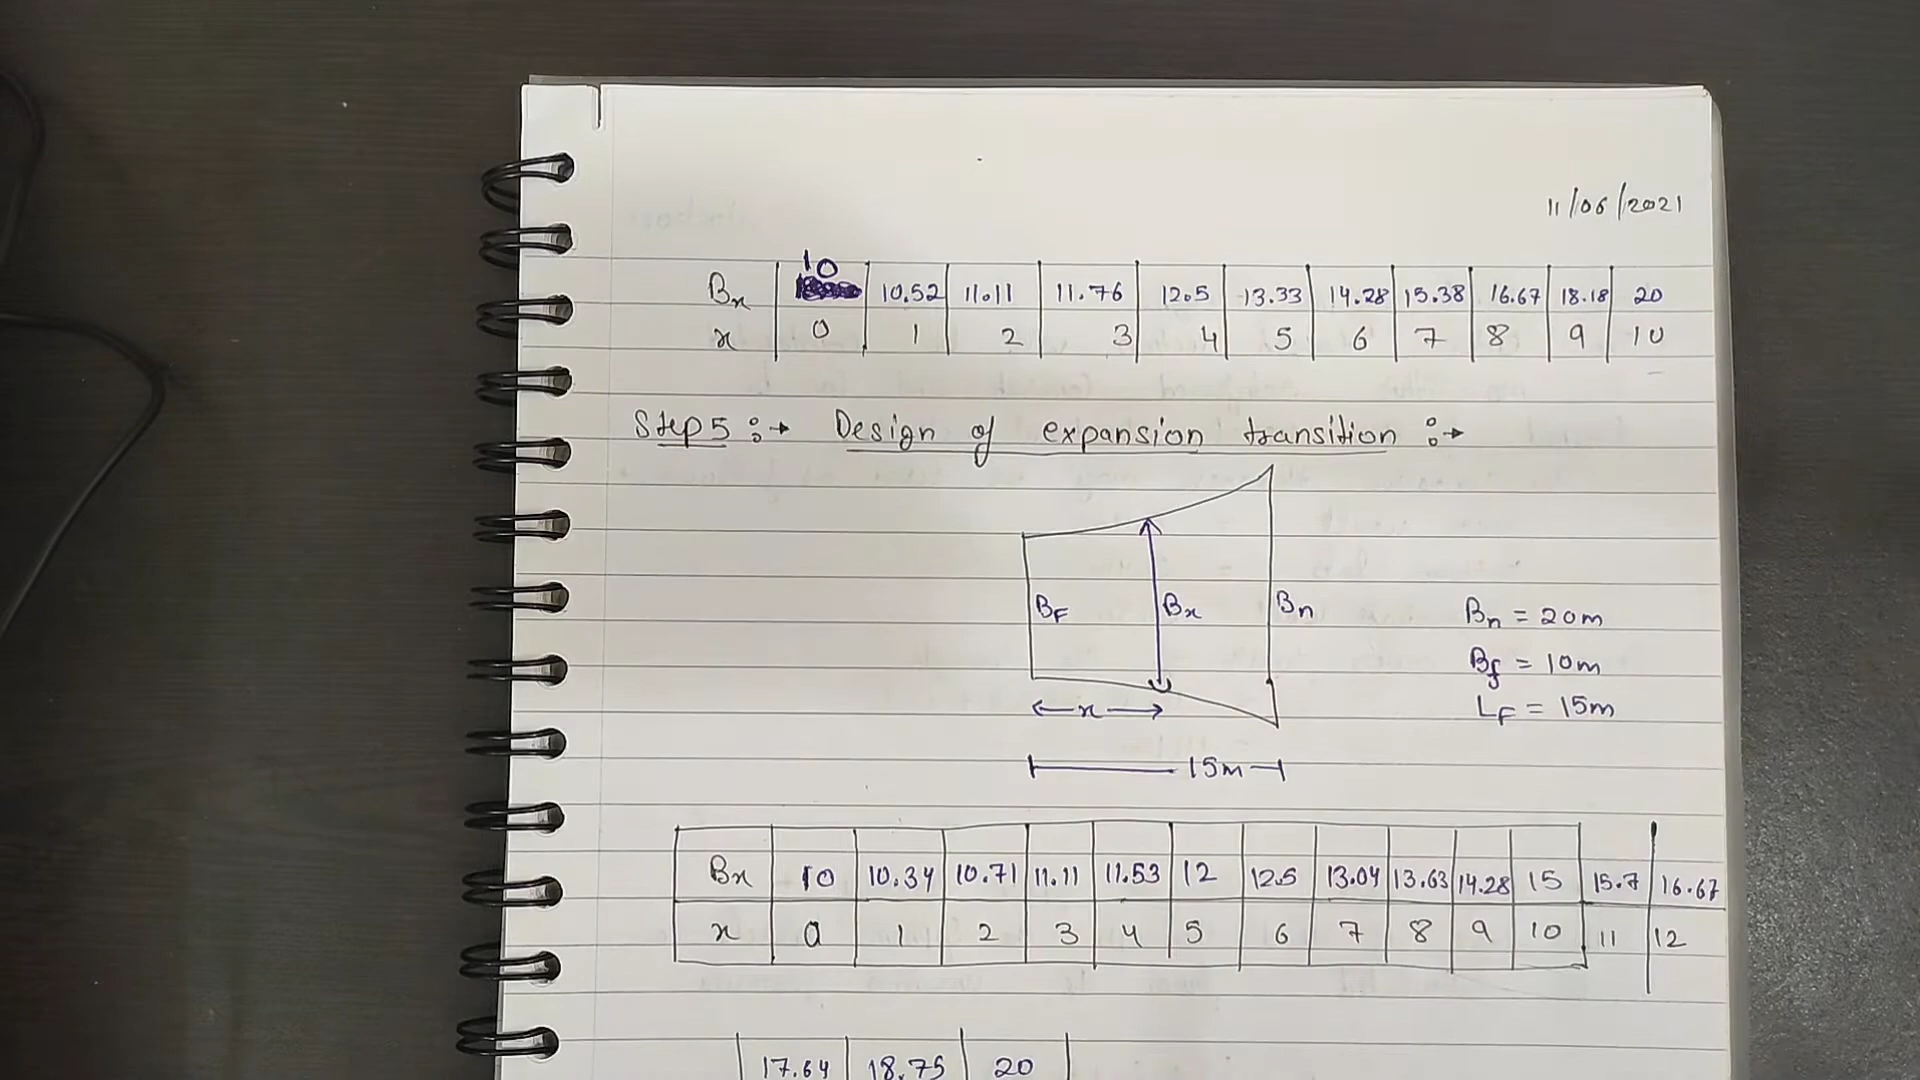 11/06/2021
10
Bx 10.52 11.11 11.76 12.5 13.33 14.28 15.38 16.67 18.18 20
x 0 1 2 3 4 5 6 7 8 9 10
Step 5 :→ Design of expansion transition :→
BF Bx Bn
Bn = 20m
Bf = 10m
x
LF = 15m
15m
Bx 10 10.34 10.71 11.11 11.53 12 12.5 13.04 13.63 14.28 15 15.7 16.67
x 0 1 2 3 4 5 6 7 8 9 10 11 12
17.64 18.75 20